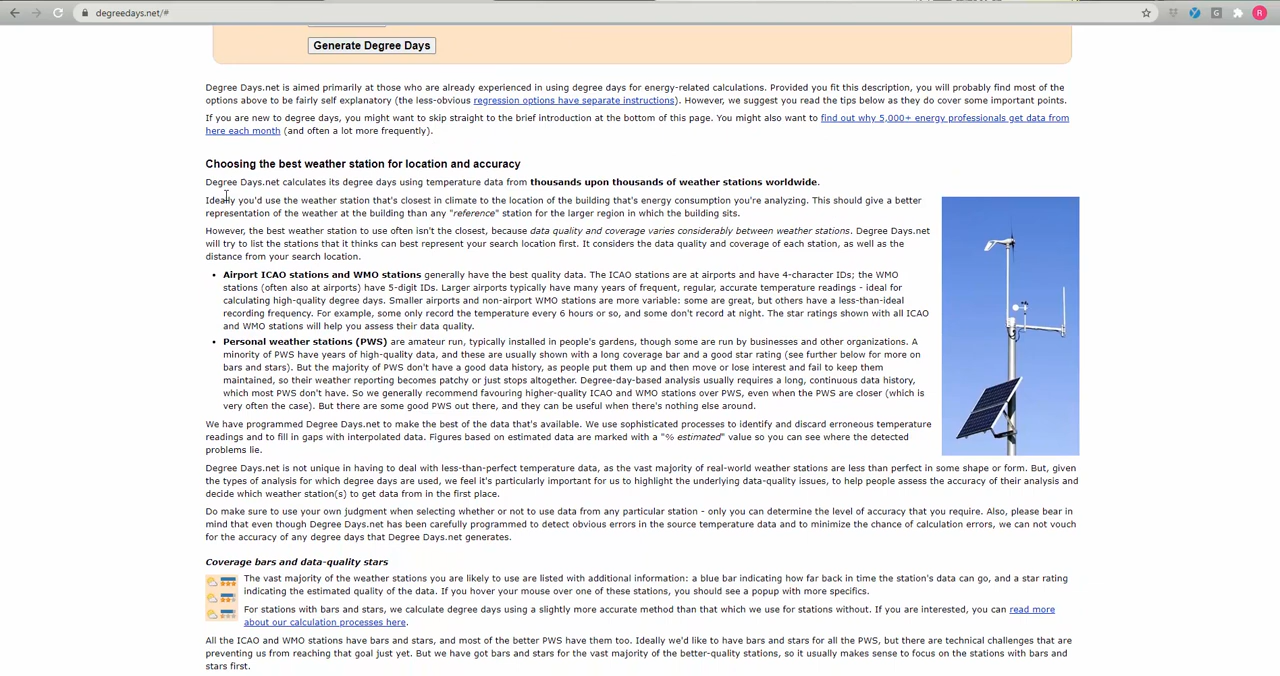 degreedays.net/#
G
R
Generate Degree Days
Degree Days.net is aimed primarily at those who are already experienced in using degree days for energy-related calculations. Provided you fit this description, you will probably find most of the
options above to be fairly self explanatory (the less-obvious regression options have separate instructions). However, we suggest you read the tips below as they do cover some important points.
If you are new to degree days, you might want to skip straight to the brief introduction at the bottom of this page. You might also want to find out why 5,000+ energy professionals get data from
here each month (and often a lot more frequently).
Choosing the best weather station for location and accuracy
Degree Days.net calculates its degree days using temperature data from thousands upon thousands of weather stations worldwide.
Ideally you'd use the weather station that's closest in climate to the location of the building that's energy consumption you're analyzing. This should give a better
representation of the weather at the building than any "reference" station for the larger region in which the building sits.
However, the best weather station to use often isn't the closest, because data quality and coverage varies considerably between weather stations. Degree Days.net
will try to list the stations that it thinks can best represent your search location first. It considers the data quality and coverage of each station, as well as the
distance from your search location.
• Airport ICAO stations and WMO stations generally have the best quality data. The ICAO stations are at airports and have 4-character IDs; the WMO
stations (often also at airports) have 5-digit IDs. Larger airports typically have many years of frequent, regular, accurate temperature readings - ideal for
calculating high-quality degree days. Smaller airports and non-airport WMO stations are more variable: some are great, but others have a less-than-ideal
recording frequency. For example, some only record the temperature every 6 hours or so, and some don't record at night. The star ratings shown with all ICAO
and WMO stations will help you assess their data quality.
• Personal weather stations (PWS) are amateur run, typically installed in people's gardens, though some are run by businesses and other organizations. A
minority of PWS have years of high-quality data, and these are usually shown with a long coverage bar and a good star rating (see further below for more on
bars and stars). But the majority of PWS don't have a good data history, as people put them up and then move or lose interest and fail to keep them
maintained, so their weather reporting becomes patchy or just stops altogether. Degree-day-based analysis usually requires a long, continuous data history,
which most PWS don't have. So we generally recommend favouring higher-quality ICAO and WMO stations over PWS, even when the PWS are closer (which is
very often the case). But there are some good PWS out there, and they can be useful when there's nothing else around.
We have programmed Degree Days.net to make the best of the data that's available. We use sophisticated processes to identify and discard erroneous temperature
readings and to fill in gaps with interpolated data. Figures based on estimated data are marked with a "% estimated" value so you can see where the detected
problems lie.
Degree Days.net is not unique in having to deal with less-than-perfect temperature data, as the vast majority of real-world weather stations are less than perfect in some shape or form. But, given
the types of analysis for which degree days are used, we feel it's particularly important for us to highlight the underlying data-quality issues, to help people assess the accuracy of their analysis and
decide which weather station(s) to get data from in the first place.
Do make sure to use your own judgment when selecting whether or not to use data from any particular station - only you can determine the level of accuracy that you require. Also, please bear in
mind that even though Degree Days.net has been carefully programmed to detect obvious errors in the source temperature data and to minimize the chance of calculation errors, we can not vouch
for the accuracy of any degree days that Degree Days.net generates.
Coverage bars and data-quality stars
The vast majority of the weather stations you are likely to use are listed with additional information: a blue bar indicating how far back in time the station's data can go, and a star rating
indicating the estimated quality of the data. If you hover your mouse over one of these stations, you should see a popup with more specifics.
For stations with bars and stars, we calculate degree days using a slightly more accurate method than that which we use for stations without. If you are interested, you can read more
about our calculation processes here.
All the ICAO and WMO stations have bars and stars, and most of the better PWS have them too. Ideally we'd like to have bars and stars for all the PWS, but there are technical challenges that are
preventing us from reaching that goal just yet. But we have got bars and stars for the vast majority of the better-quality stations, so it usually makes sense to focus on the stations with bars and
stars first.